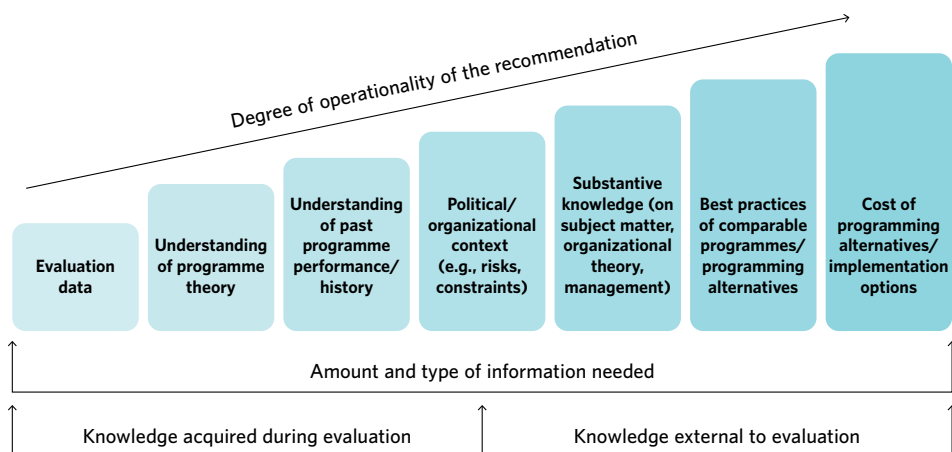 Degree of operationality of the recommendation
Evaluation
data
Understanding
of programme
theory
Understanding
of past
programme
performance/
history
Political/
organizational
context
(e.g., risks,
constraints)
Substantive
knowledge (on
subject matter,
organizational
theory,
management)
Best practices
of comparable
programmes/
programming
alternatives
Cost of
programming
alternatives/
implementation
options
Amount and type of information needed
Knowledge acquired during evaluation
Knowledge external to evaluation